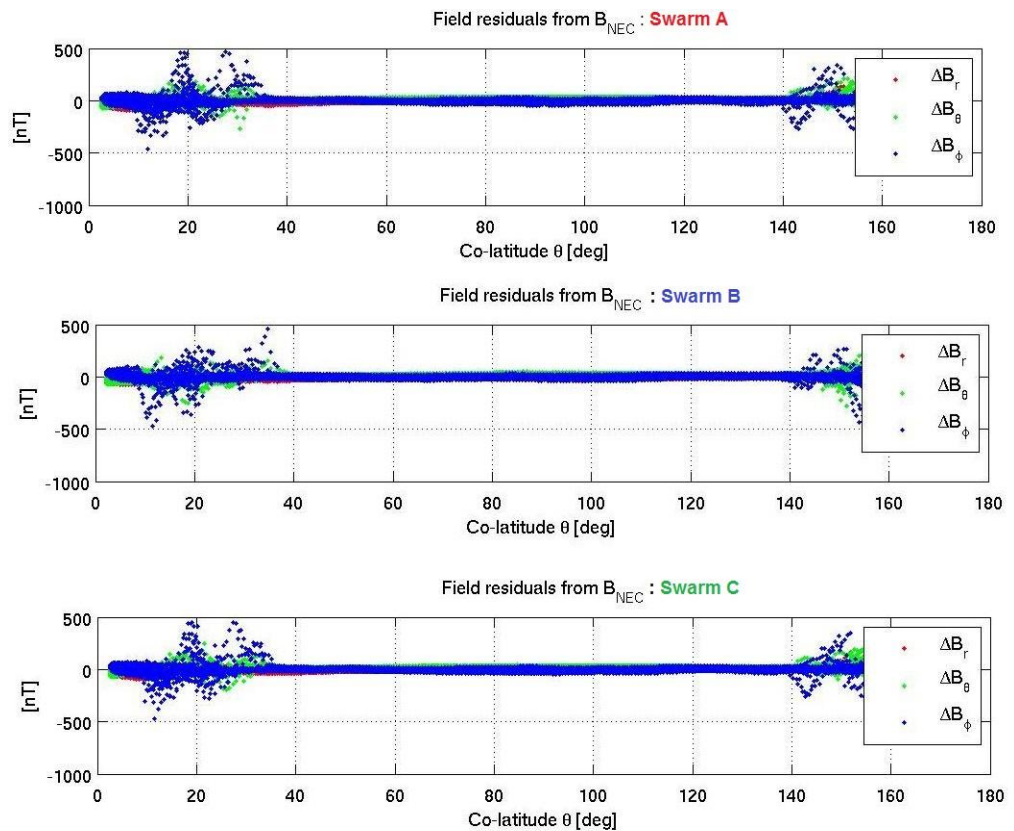 Field residuals from B_NEC : Swarm A
500
0
-500
-1000
[nT]
ΔB_r
ΔB_θ
ΔB_ϕ
0 20 40 60 80 100 120 140 160 180
Co-latitude θ [deg]
Field residuals from B_NEC : Swarm B
500
0
-500
-1000
[nT]
ΔB_r
ΔB_θ
ΔB_ϕ
0 20 40 60 80 100 120 140 160 180
Co-latitude θ [deg]
Field residuals from B_NEC : Swarm C
500
0
-500
-1000
[nT]
ΔB_r
ΔB_θ
ΔB_ϕ
0 20 40 60 80 100 120 140 160 180
Co-latitude θ [deg]